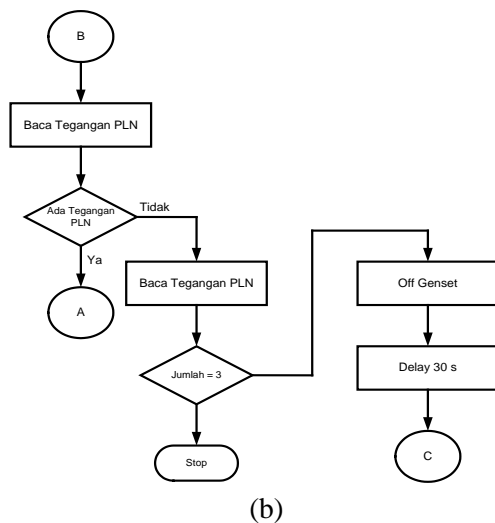 B
Baca Tegangan PLN
Ada Tegangan
PLN
Tidak
Ya
A
Baca Tegangan PLN
Jumlah = 3
Stop
Off Genset
Delay 30 s
C
(b)